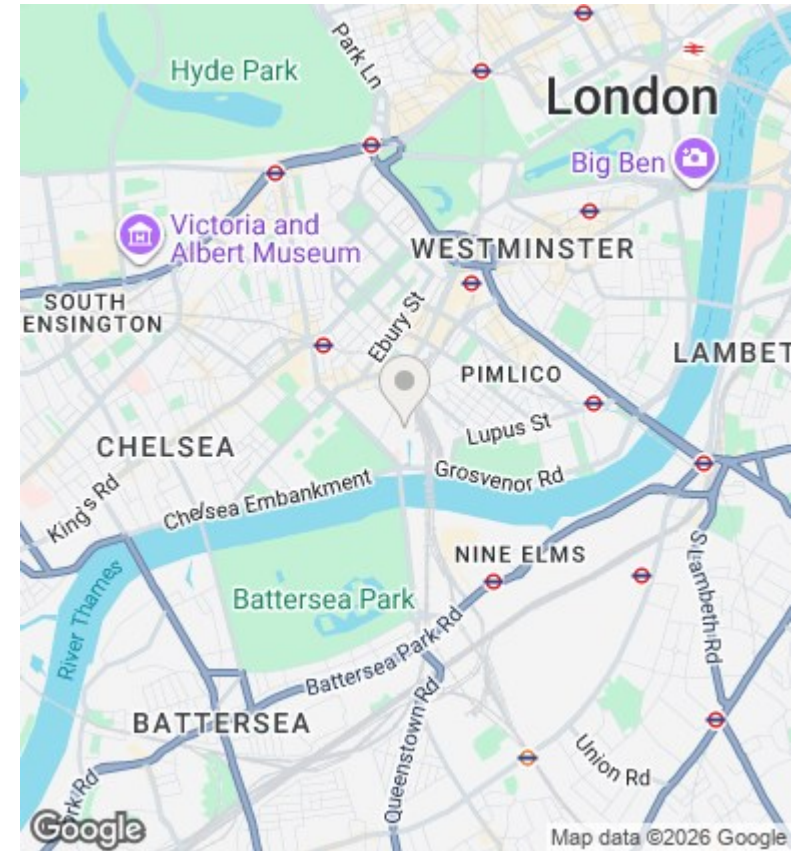 Park Ln
Hyde Park
London
Big Ben
Victoria and
Albert Museum
WESTMINSTER
SOUTH
ENSINGTON
Ebury St
LAMBET
PIMLICO
Lupus St
CHELSEA
Grosvenor Rd
King's Rd
Chelsea Embankment
NINE ELMS
River Thames
Battersea Park
S Lambeth Rd
Battersea Park Rd
BATTERSEA
Queenstown Rd
Union Rd
rk Rd
Google
Map data ©2026 Google